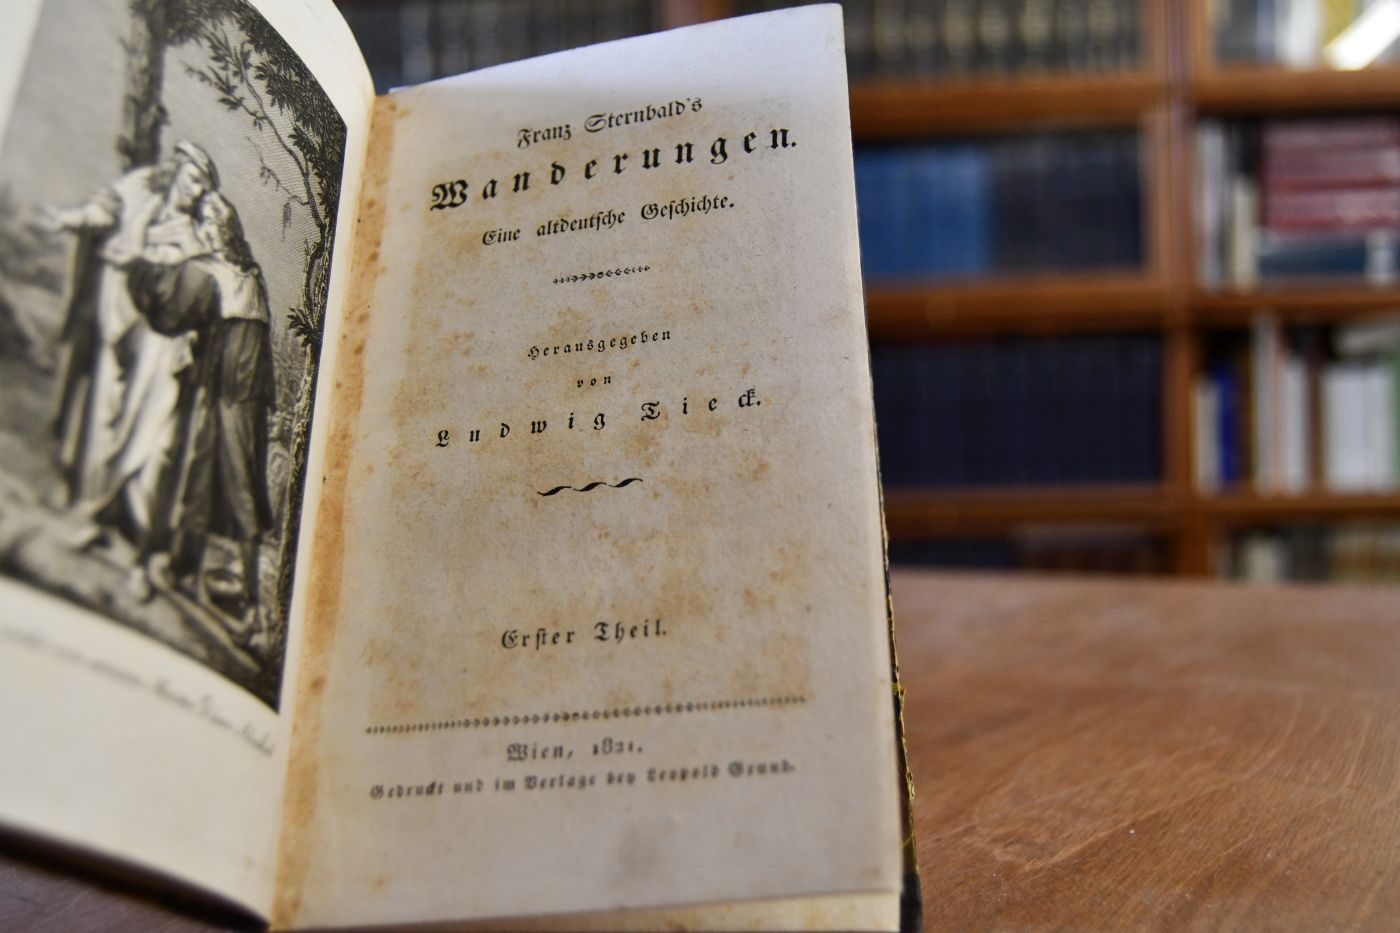 Franz Sternbald's
Wanderungen.
Eine altdeutsche Geschichte.
Herausgegeben
von
Ludwig Tieck.
Erster Theil.
Wien, 1821.
Gedruckt und im Verlage bey Leopold Grund.